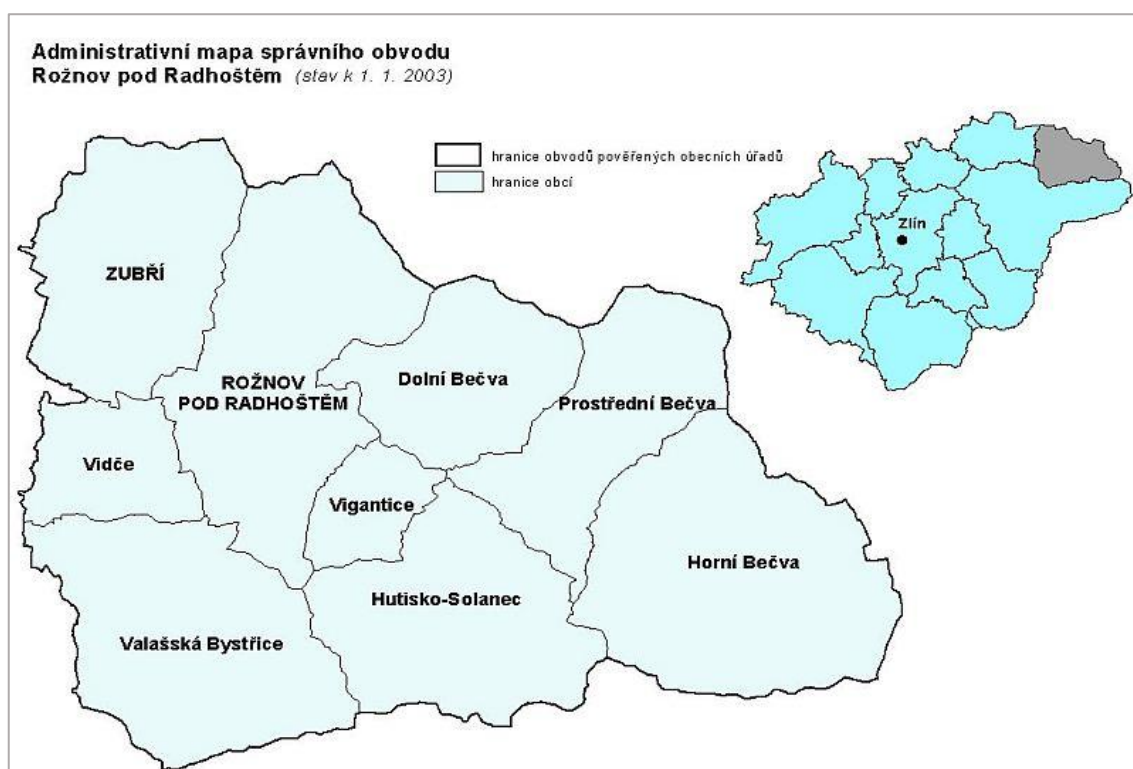 Administrativní mapa správního obvodu
Rožnov pod Radhoštěm (stav k 1. 1. 2003)
hranice obvodů pověřených obecních úřadů
hranice obcí
Zlín
ZUBŘÍ
ROŽNOV
POD RADHOŠTĚM
Dolní Bečva
Prostřední Bečva
Vidče
Vigantice
Horní Bečva
Hutisko-Solanec
Valašská Bystřice